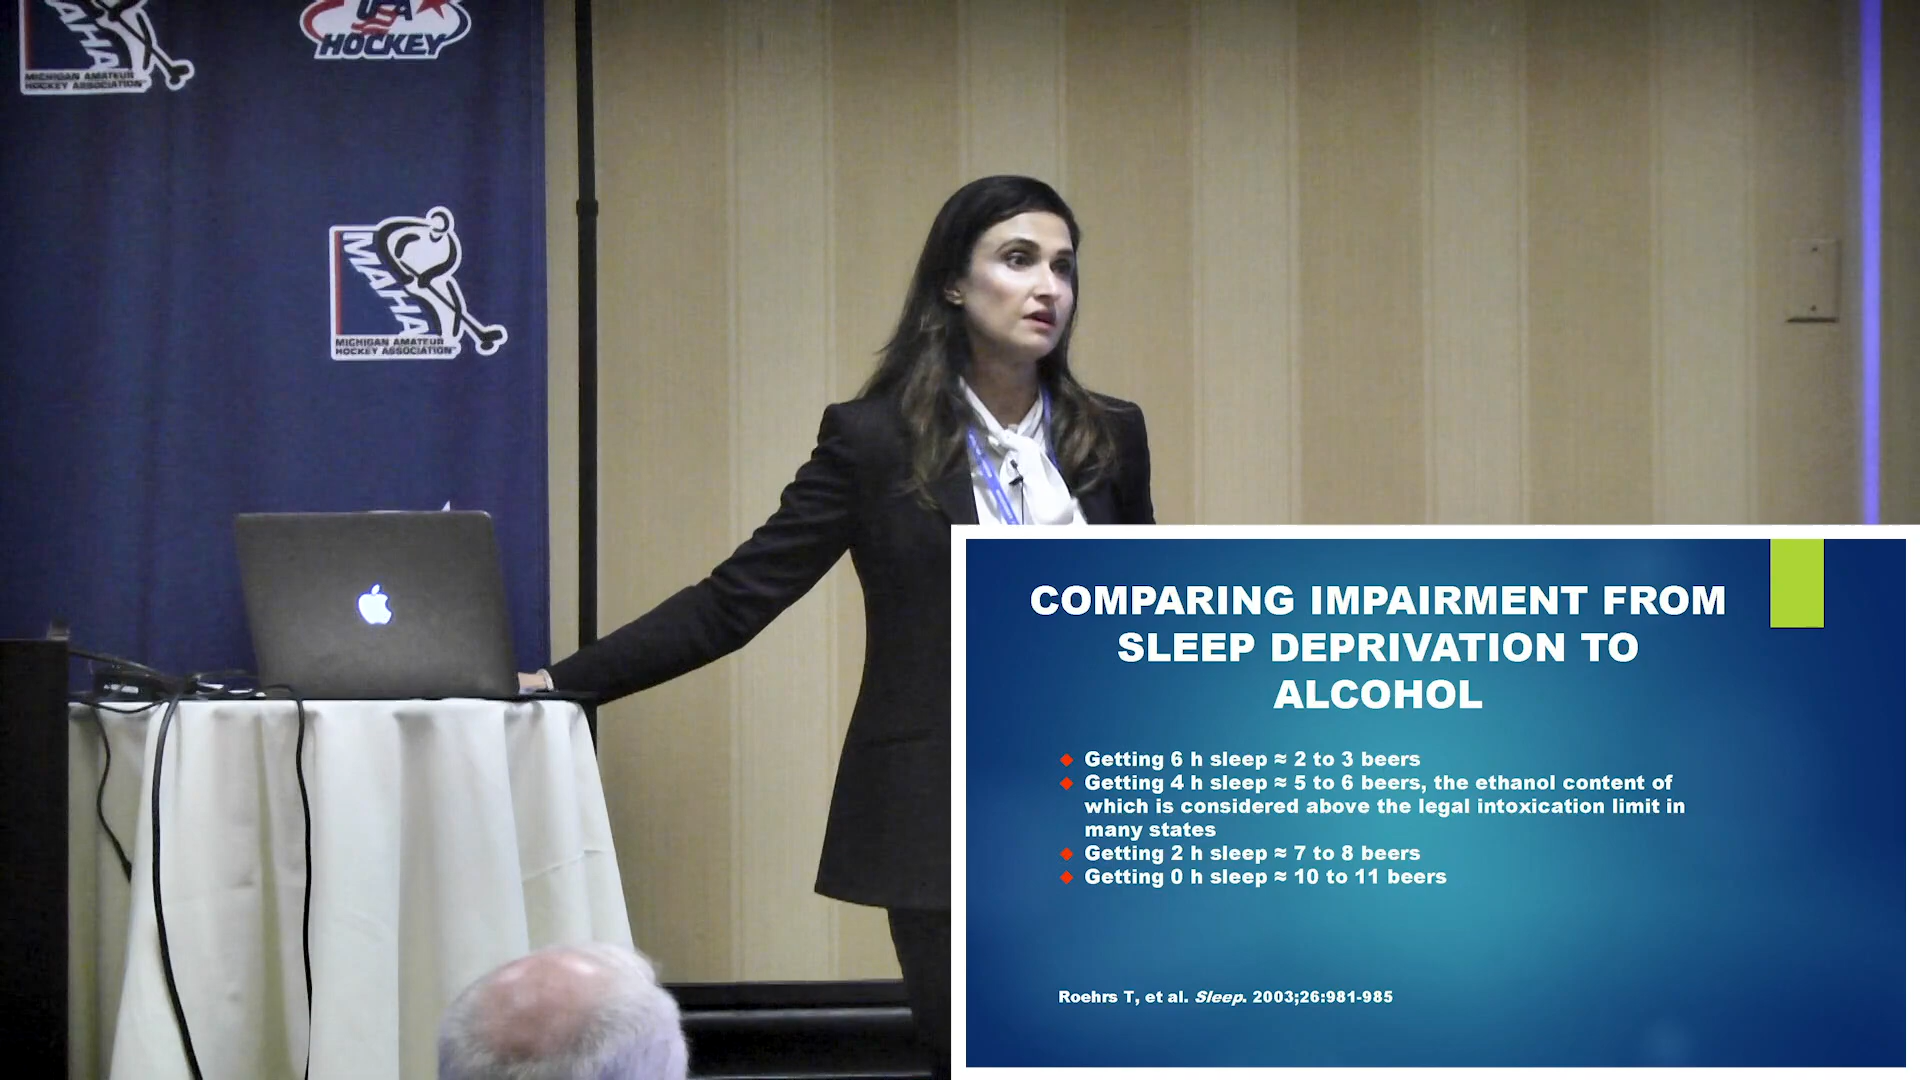 MAHA
MICHIGAN AMATEUR
HOCKEY ASSOCIATION
USA
HOCKEY
MAHA
MICHIGAN AMATEUR
HOCKEY ASSOCIATION
COMPARING IMPAIRMENT FROM
SLEEP DEPRIVATION TO
ALCOHOL
Getting 6 h sleep ≈ 2 to 3 beers
Getting 4 h sleep ≈ 5 to 6 beers, the ethanol content of
which is considered above the legal intoxication limit in
many states
Getting 2 h sleep ≈ 7 to 8 beers
Getting 0 h sleep ≈ 10 to 11 beers
Roehrs T, et al. Sleep. 2003;26:981-985